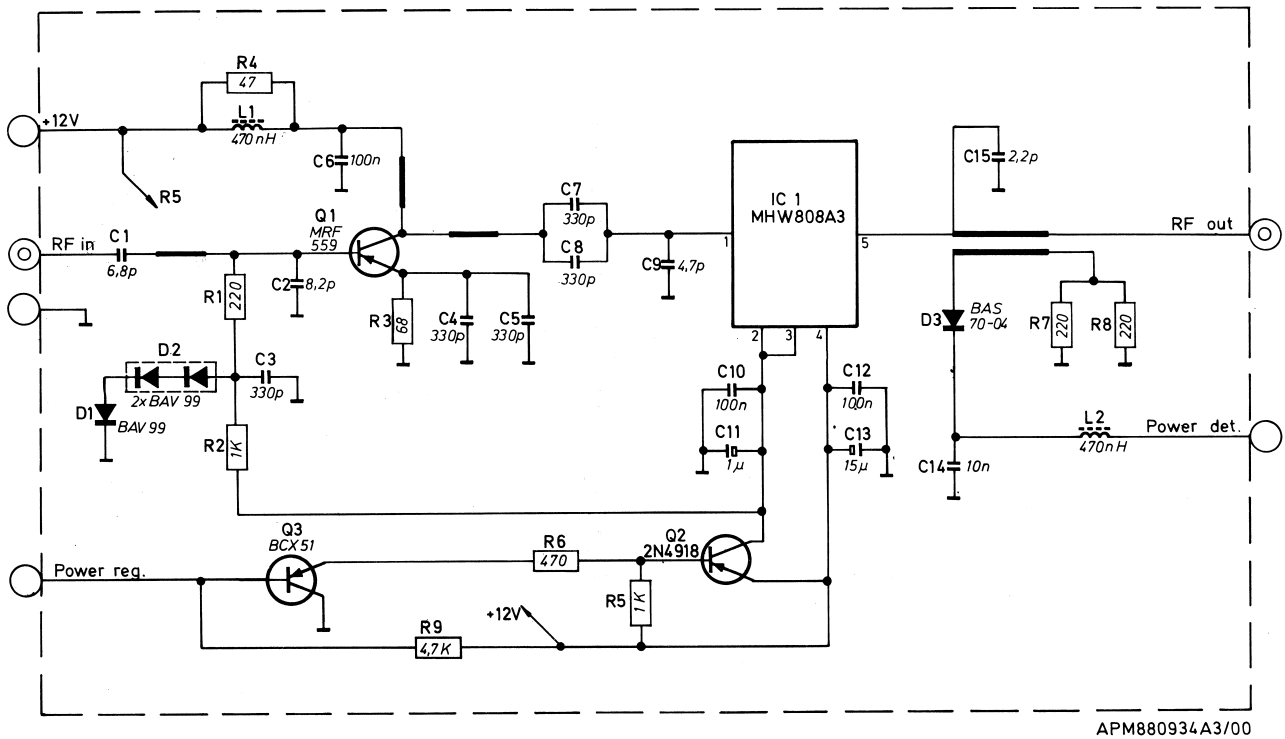 R4
47
+12V
L1
470nH
C6 100n
R5
Q1
MRF
559
C7
330p
C8
330p
IC 1
MHW808A3
1
5
2
3
4
C15 2,2p
RF out
RF in
C1
6,8p
R1 220
C2 8,2p
R3 68
C4
330p
C5
330p
C9 4,7p
D3
BAS
70-04
R7 220
R8 220
D2
2x BAV 99
C3
330p
D1
BAV 99
R2 1K
C10
100n
C11
1µ
C12
100n
C13
15µ
L2
470nH
Power det.
C14 10n
Q3
BCX51
R6
470
Q2
2N4918
Power reg.
R5 1K
+12V
R9
4,7K
APM880934A3/00